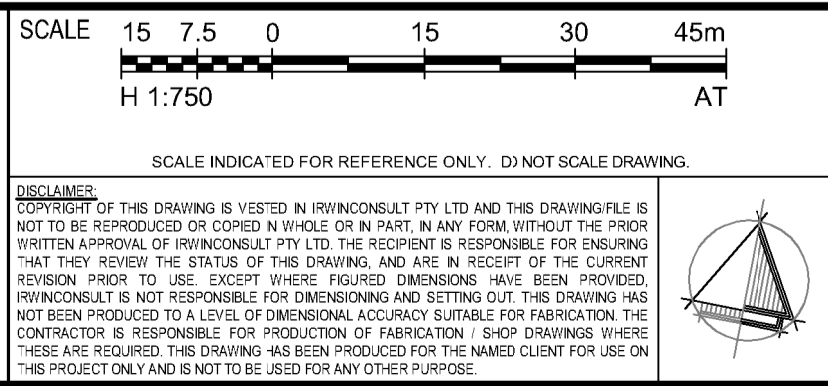 SCALE 15 7.5 0 15 30 45m
H 1:750 AT
SCALE INDICATED FOR REFERENCE ONLY. DO NOT SCALE DRAWING.
DISCLAIMER:
COPYRIGHT OF THIS DRAWING IS VESTED IN IRWINCONSULT PTY LTD AND THIS DRAWING/FILE IS
NOT TO BE REPRODUCED OR COPIED IN WHOLE OR IN PART, IN ANY FORM, WITHOUT THE PRIOR
WRITTEN APPROVAL OF IRWINCONSULT PTY LTD. THE RECIPIENT IS RESPONSIBLE FOR ENSURING
THAT THEY REVIEW THE STATUS OF THIS DRAWING, AND ARE IN RECEIPT OF THE CURRENT
REVISION PRIOR TO USE. EXCEPT WHERE FIGURED DIMENSIONS HAVE BEEN PROVIDED,
IRWINCONSULT IS NOT RESPONSIBLE FOR DIMENSIONING AND SETTING OUT. THIS DRAWING HAS
NOT BEEN PRODUCED TO A LEVEL OF DIMENSIONAL ACCURACY SUITABLE FOR FABRICATION. THE
CONTRACTOR IS RESPONSIBLE FOR PRODUCTION OF FABRICATION / SHOP DRAWINGS WHERE
THESE ARE REQUIRED. THIS DRAWING HAS BEEN PRODUCED FOR THE NAMED CLIENT FOR USE ON
THIS PROJECT ONLY AND IS NOT TO BE USED FOR ANY OTHER PURPOSE.